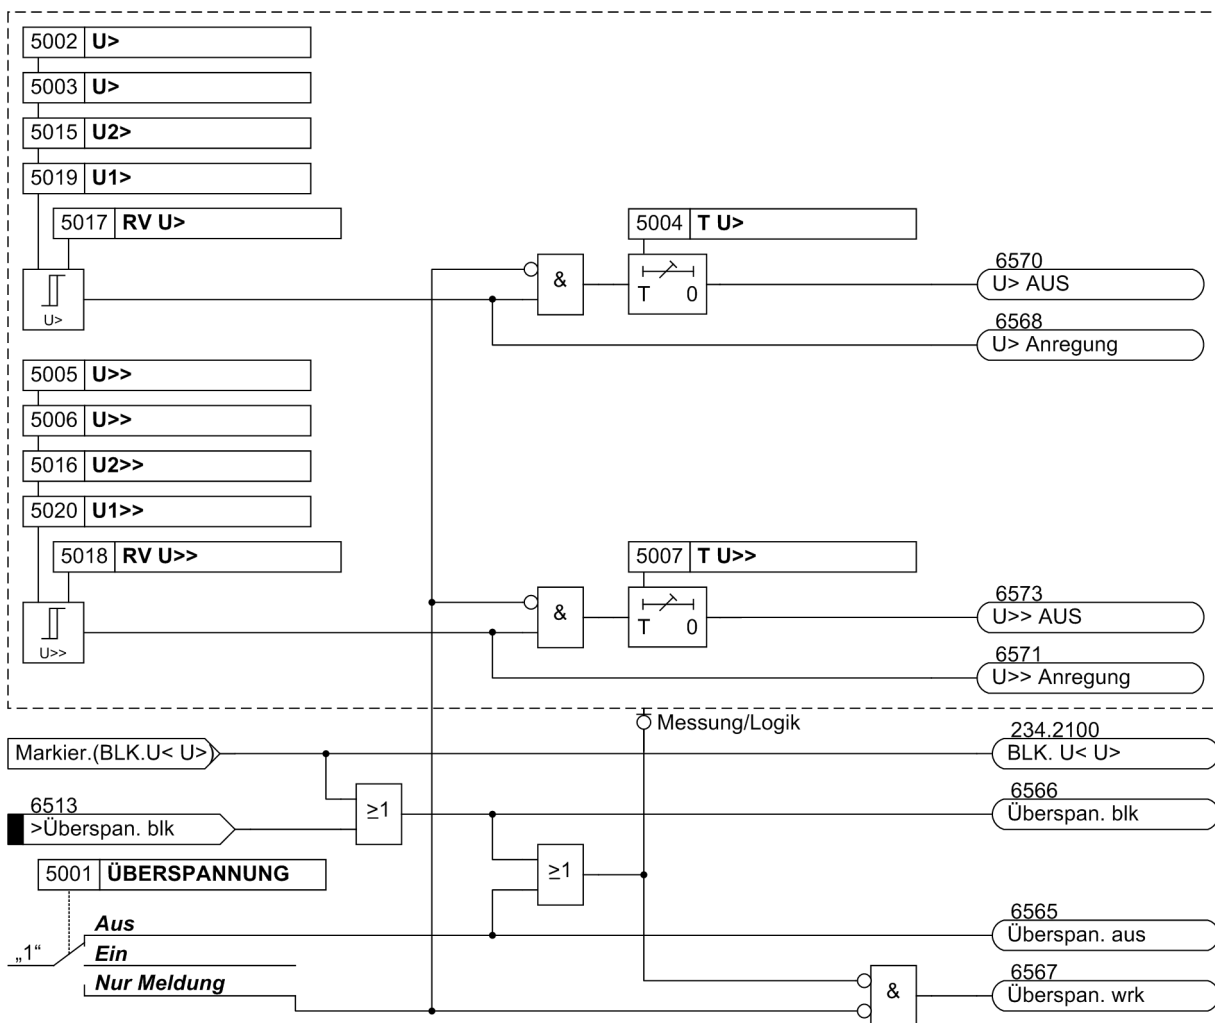 5002 U>
5003 U>
5015 U2>
5019 U1>
5017 RV U>
5004 T U>
U>
&
T 0
6570
U> AUS
6568
U> Anregung
5005 U>>
5006 U>>
5016 U2>>
5020 U1>>
5018 RV U>>
5007 T U>>
U>>
&
T 0
6573
U>> AUS
6571
U>> Anregung
Messung/Logik
Markier.(BLK.U< U>)
234.2100
BLK. U< U>
6513
>Überspan. blk
≥1
6566
Überspan. blk
5001 ÜBERSPANNUNG
≥1
„1“
Aus
Ein
Nur Meldung
6565
Überspan. aus
&
6567
Überspan. wrk